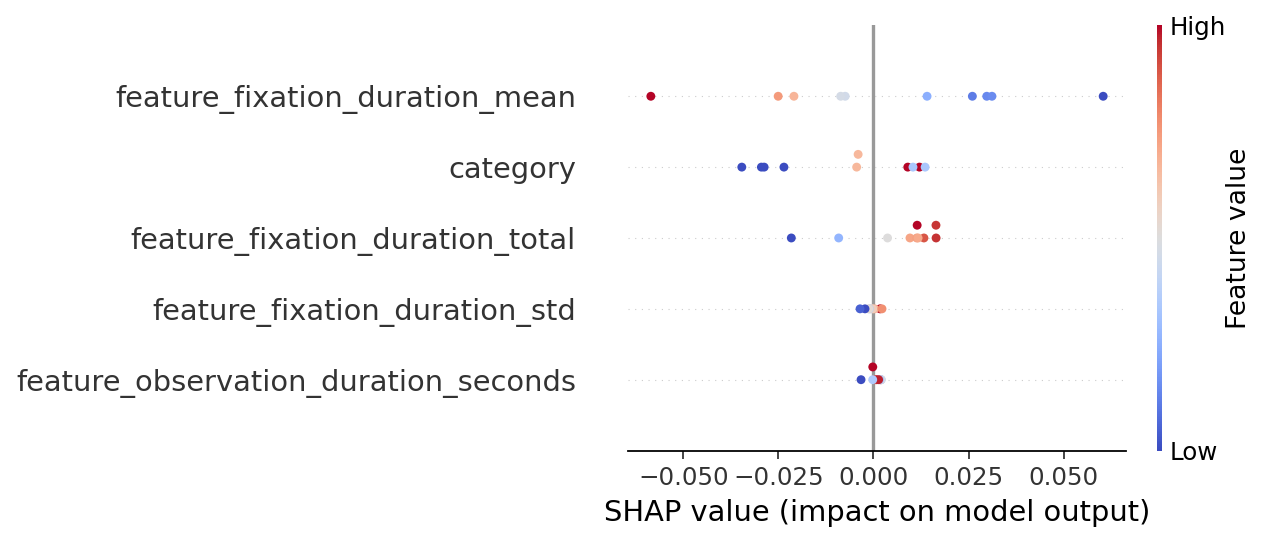 High
feature_fixation_duration_mean
category
feature_fixation_duration_total
feature_fixation_duration_std
feature_observation_duration_seconds
Feature value
Low
−0.050 −0.025 0.000 0.025 0.050
SHAP value (impact on model output)